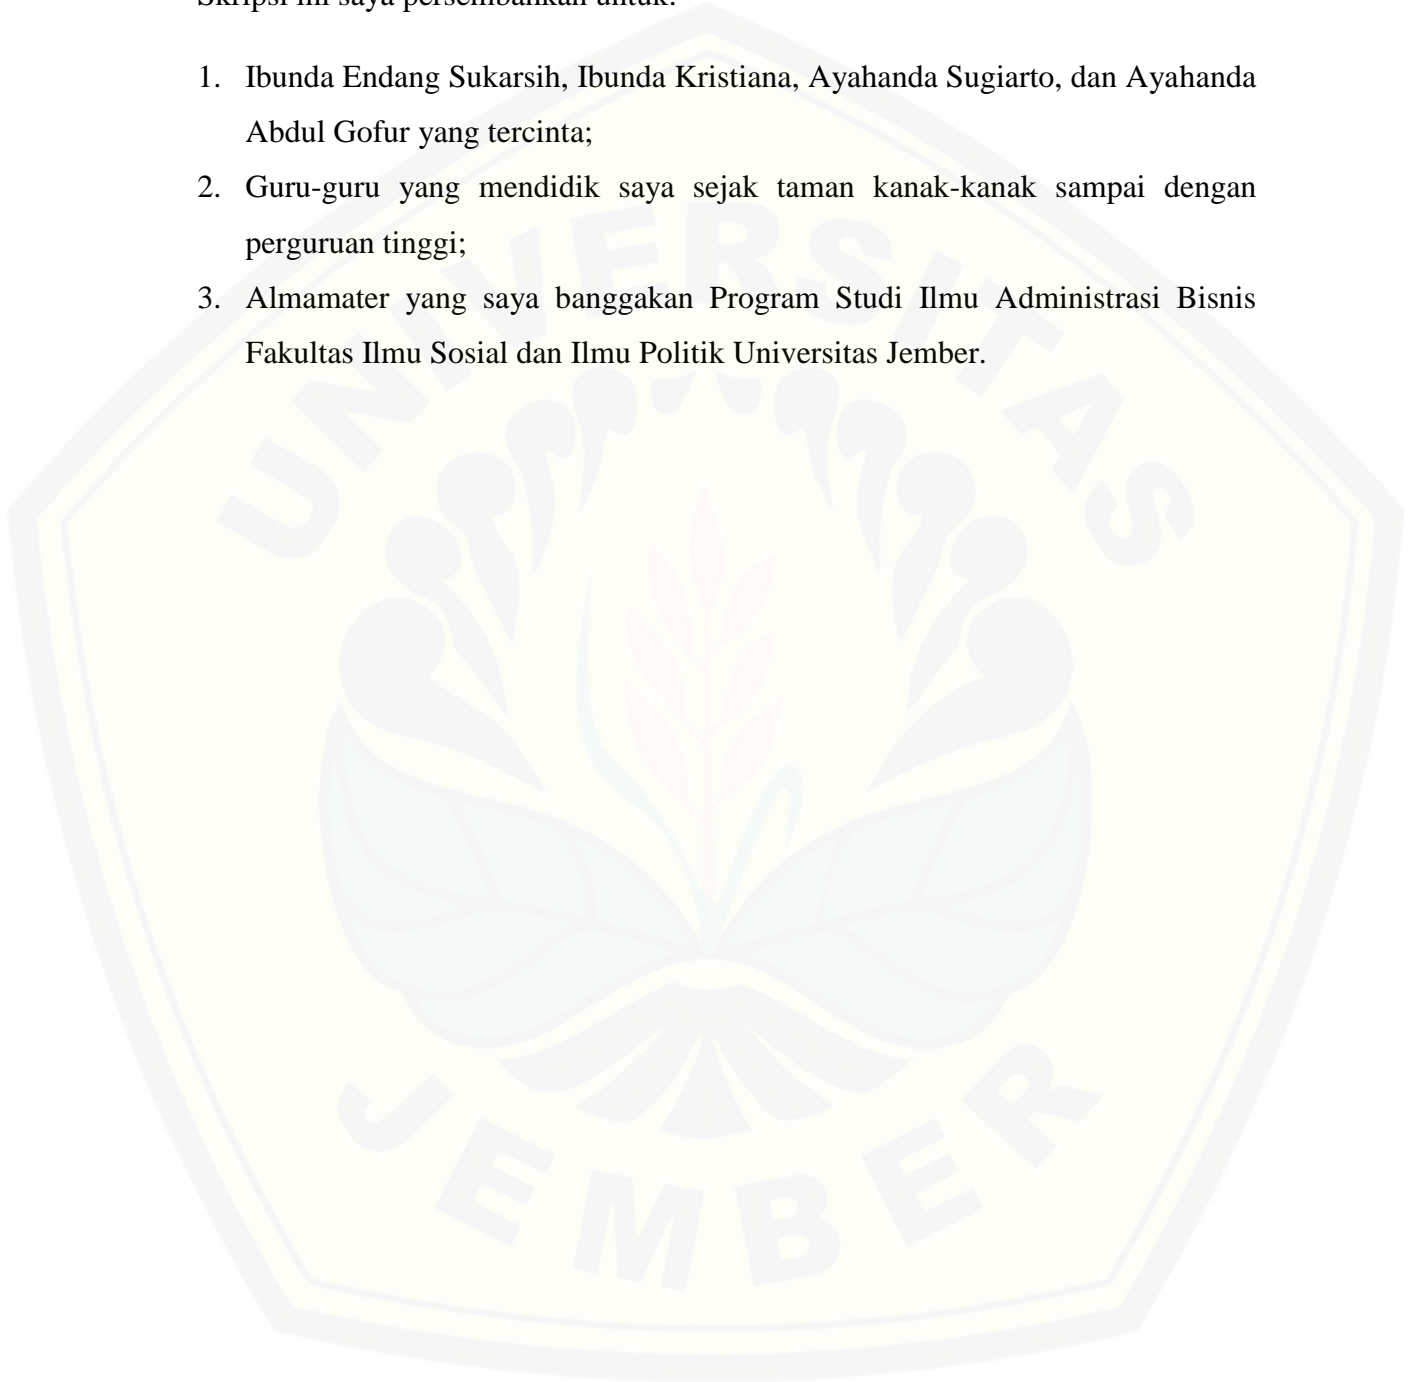 Skripsi ini saya persembahkan untuk:
1. Ibunda Endang Sukarsih, Ibunda Kristiana, Ayahanda Sugiarto, dan Ayahanda
Abdul Gofur yang tercinta;
2. Guru-guru yang mendidik saya sejak taman kanak-kanak sampai dengan
perguruan tinggi;
3. Almamater yang saya banggakan Program Studi Ilmu Administrasi Bisnis
Fakultas Ilmu Sosial dan Ilmu Politik Universitas Jember.
UNIVERSITAS
JEMBER